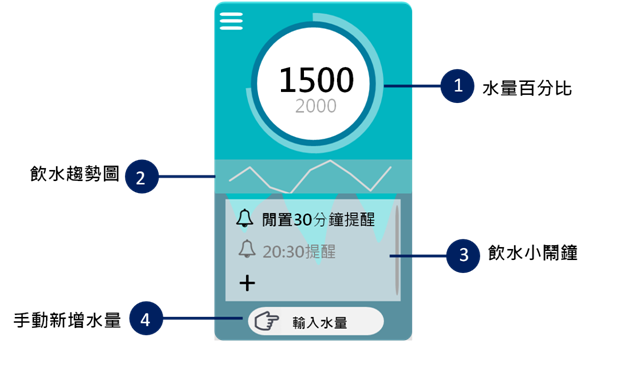 1500
2000
1 水量百分比
飲水趨勢圖 2
閒置30分鐘提醒
20:30提醒
+
3 飲水小鬧鐘
手動新增水量 4
輸入水量